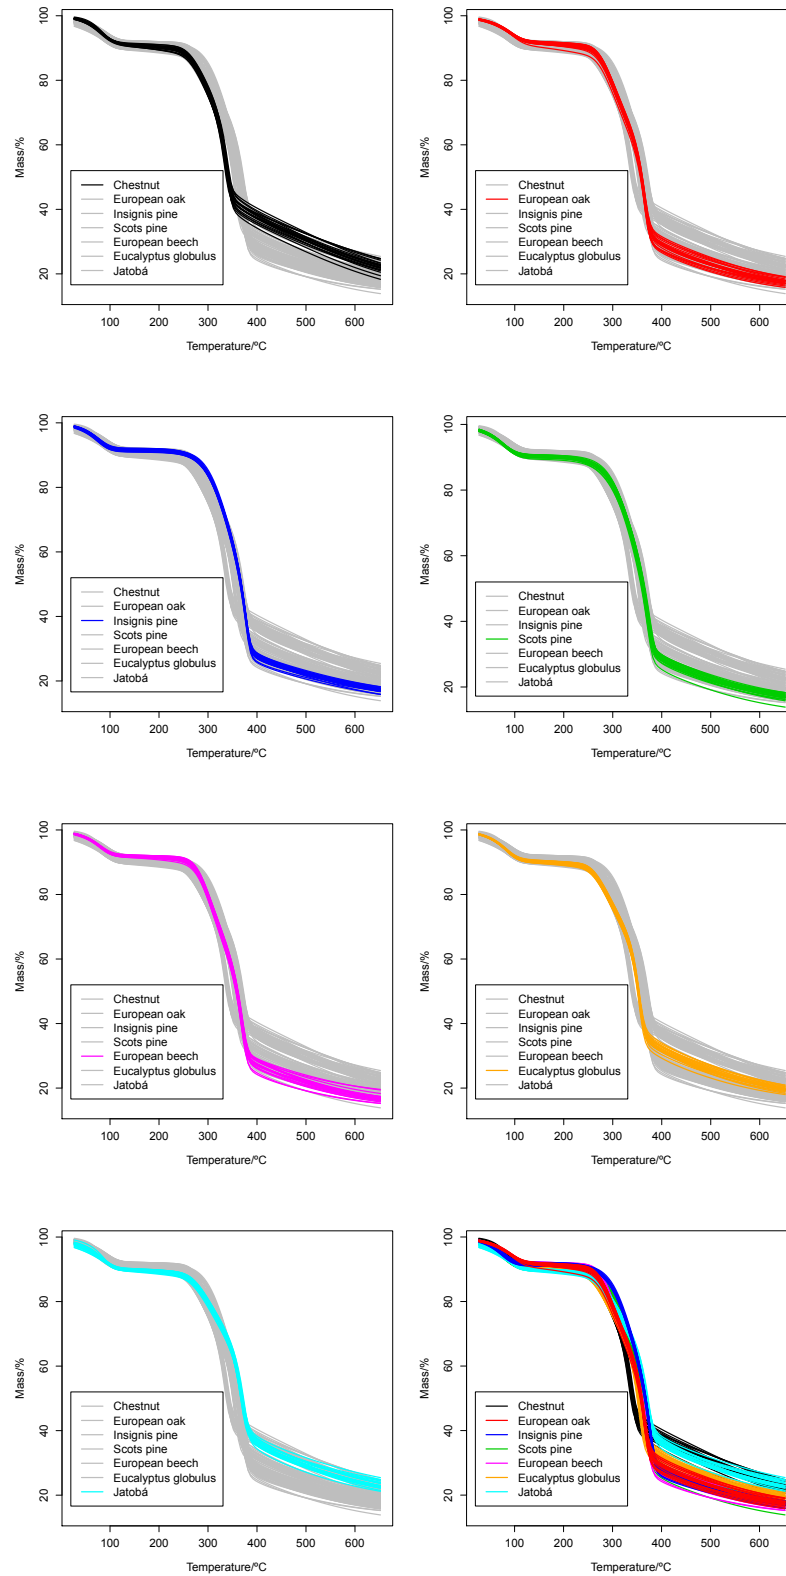 100
80
60
40
20
Mass/%
Chestnut
European oak
Insignis pine
Scots pine
European beech
Eucalyptus globulus
Jatobá
100 200 300 400 500 600
Temperature/ºC
100
80
60
40
20
Mass/%
Chestnut
European oak
Insignis pine
Scots pine
European beech
Eucalyptus globulus
Jatobá
100 200 300 400 500 600
Temperature/ºC
100
80
60
40
20
Mass/%
Chestnut
European oak
Insignis pine
Scots pine
European beech
Eucalyptus globulus
Jatobá
100 200 300 400 500 600
Temperature/ºC
100
80
60
40
20
Mass/%
Chestnut
European oak
Insignis pine
Scots pine
European beech
Eucalyptus globulus
Jatobá
100 200 300 400 500 600
Temperature/ºC
100
80
60
40
20
Mass/%
Chestnut
European oak
Insignis pine
Scots pine
European beech
Eucalyptus globulus
Jatobá
100 200 300 400 500 600
Temperature/ºC
100
80
60
40
20
Mass/%
Chestnut
European oak
Insignis pine
Scots pine
European beech
Eucalyptus globulus
Jatobá
100 200 300 400 500 600
Temperature/ºC
100
80
60
40
20
Mass/%
Chestnut
European oak
Insignis pine
Scots pine
European beech
Eucalyptus globulus
Jatobá
100 200 300 400 500 600
Temperature/ºC
100
80
60
40
20
Mass/%
Chestnut
European oak
Insignis pine
Scots pine
European beech
Eucalyptus globulus
Jatobá
100 200 300 400 500 600
Temperature/ºC